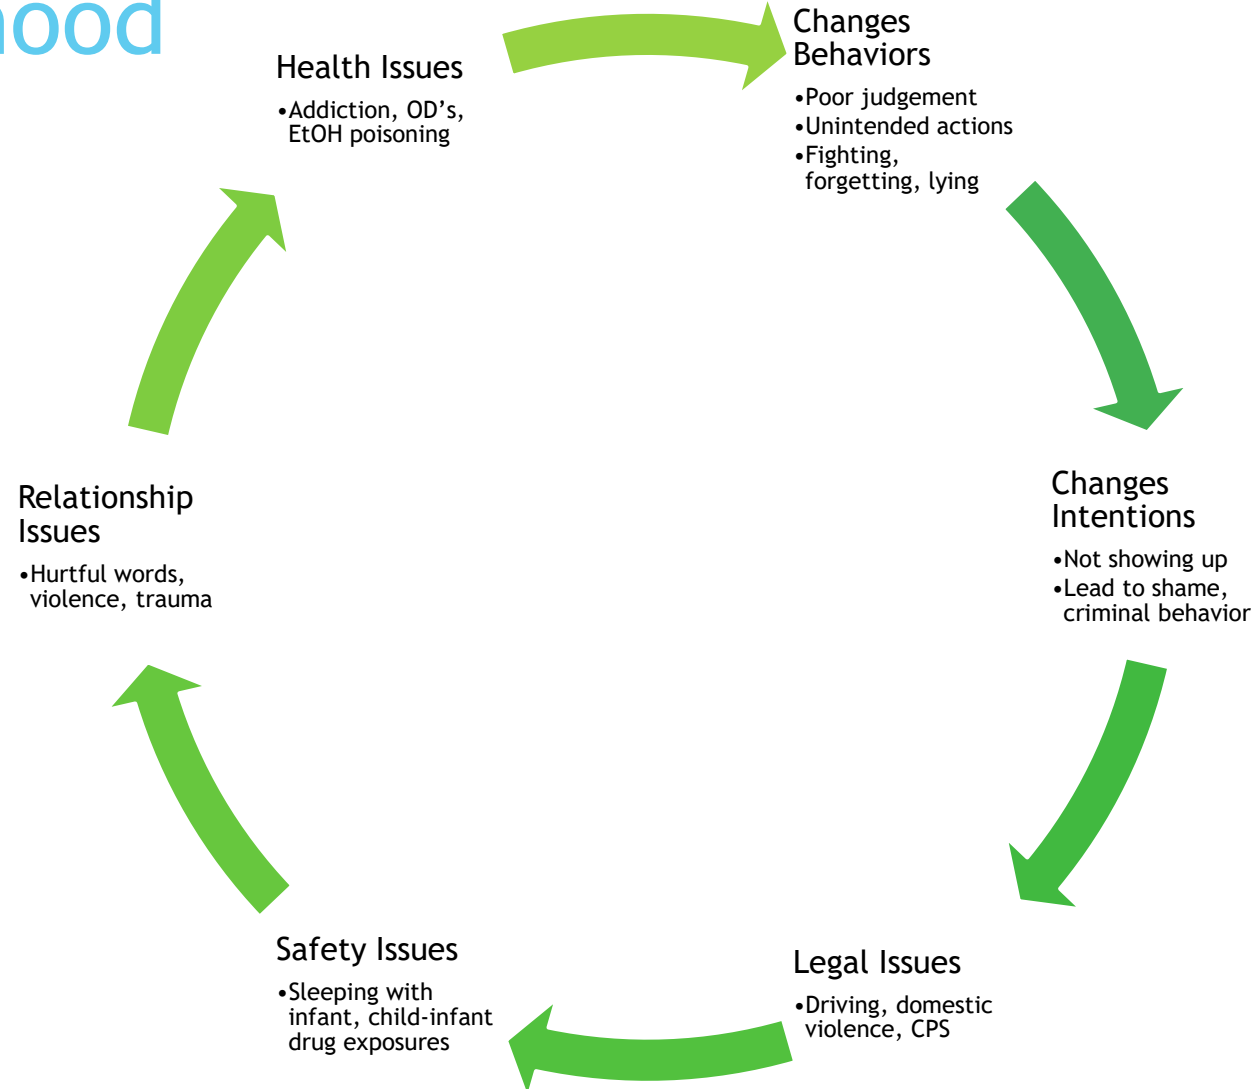 Changes
Behaviors
•Poor judgement
•Unintended actions
•Fighting,
forgetting, lying
Changes
Intentions
•Not showing up
•Lead to shame,
criminal behavior
Legal Issues
•Driving, domestic
violence, CPS
Safety Issues
•Sleeping with
infant, child-infant
drug exposures
Relationship
Issues
•Hurtful words,
violence, trauma
Health Issues
•Addiction, OD's,
EtOH poisoning